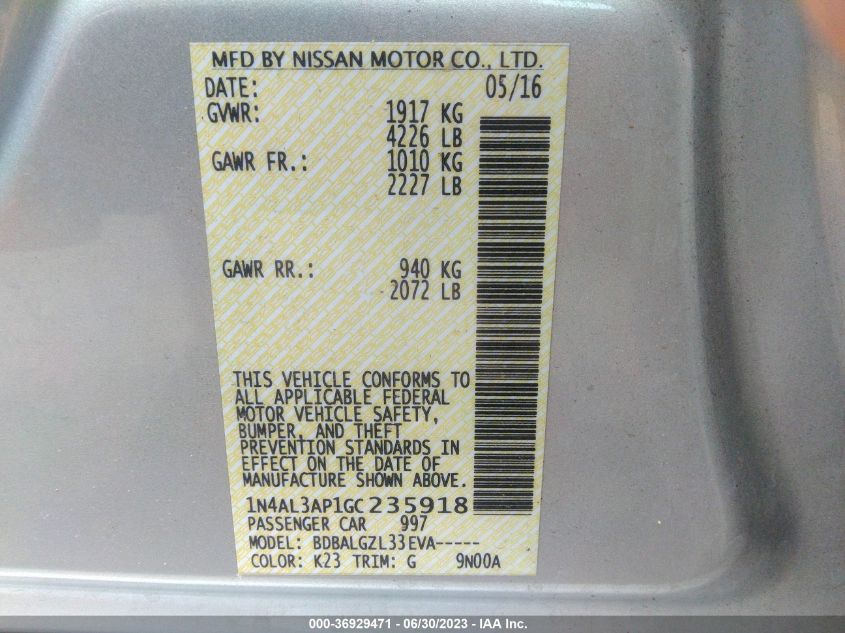 MFD BY NISSAN MOTOR CO., LTD.
DATE: 05/16
GVWR: 1917 KG
4226 LB
GAWR FR.: 1010 KG
2227 LB
GAWR RR.: 940 KG
2072 LB
THIS VEHICLE CONFORMS TO
ALL APPLICABLE FEDERAL
MOTOR VEHICLE SAFETY,
BUMPER, AND THEFT
PREVENTION STANDARDS IN
EFFECT ON THE DATE OF
MANUFACTURE SHOWN ABOVE.
1N4AL3AP1GC235918
PASSENGER CAR 997
MODEL: BDBALGZL33EVA-----
COLOR: K23 TRIM: G 9N00A
000-36929471 - 06/30/2023 - IAA Inc.